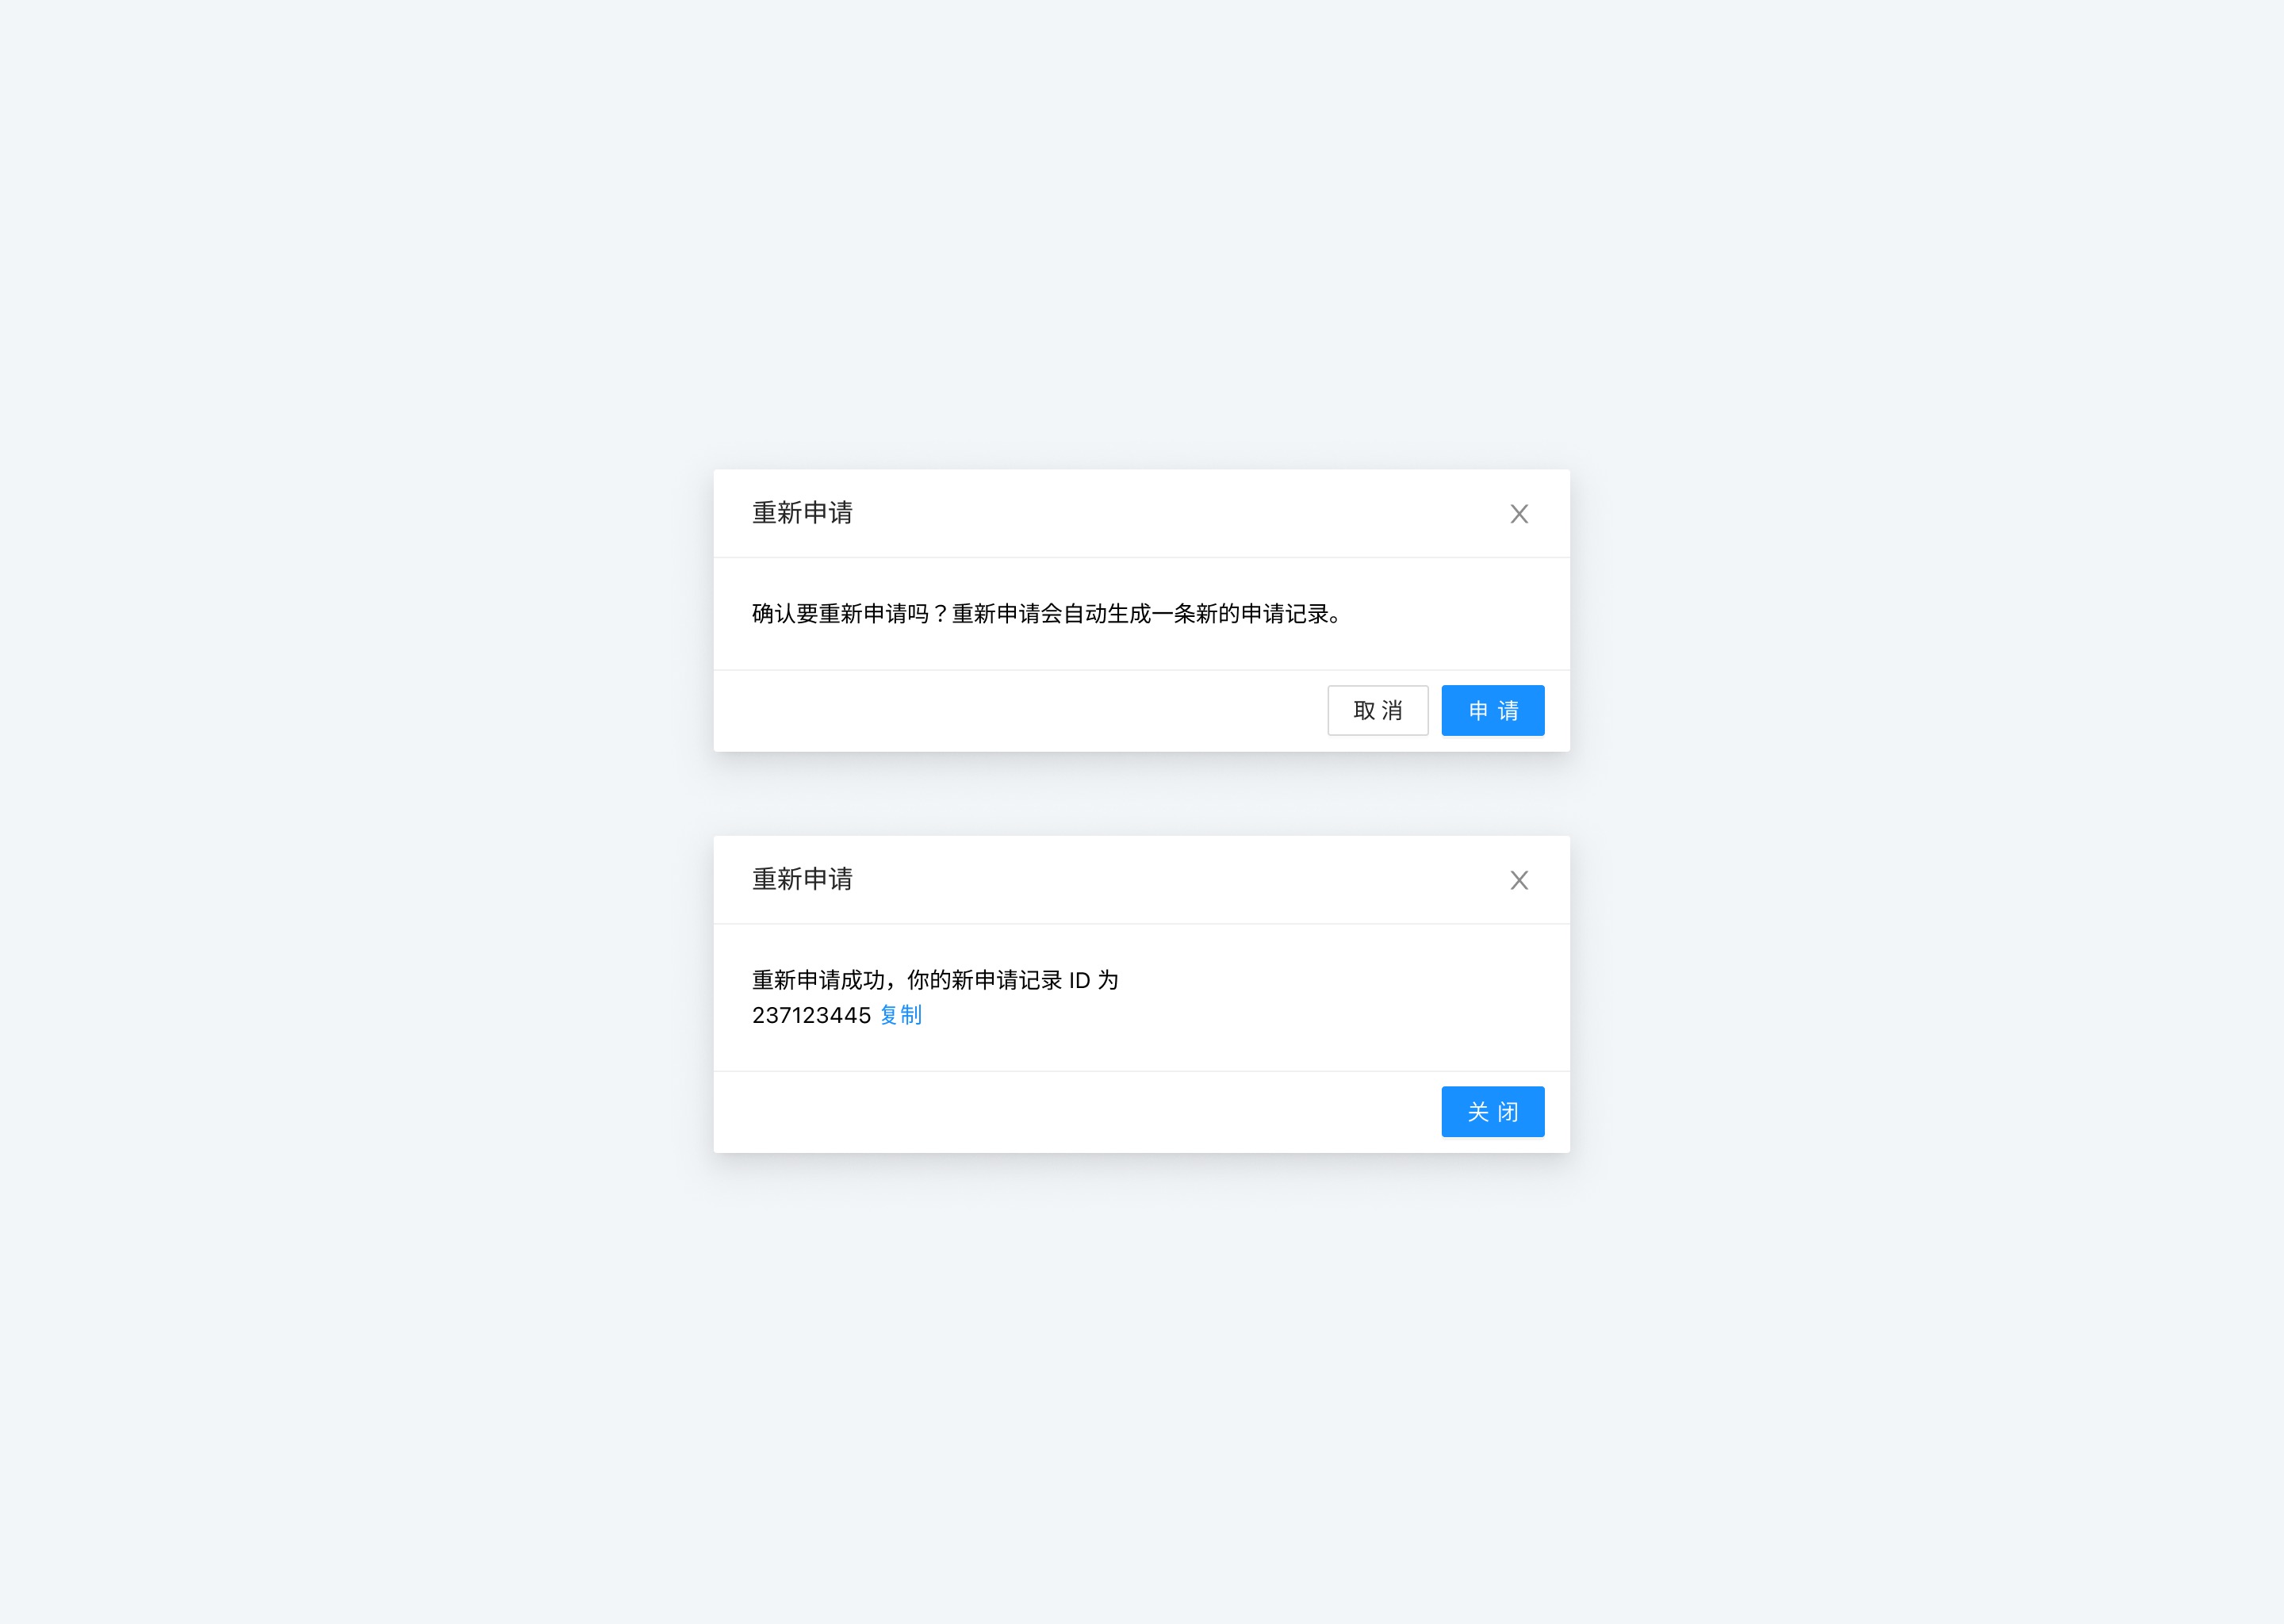 重新申请
确认要重新申请吗？重新申请会自动生成一条新的申请记录。
取 消 申 请
重新申请
重新申请成功，你的新申请记录 ID 为
237123445 复制
关 闭